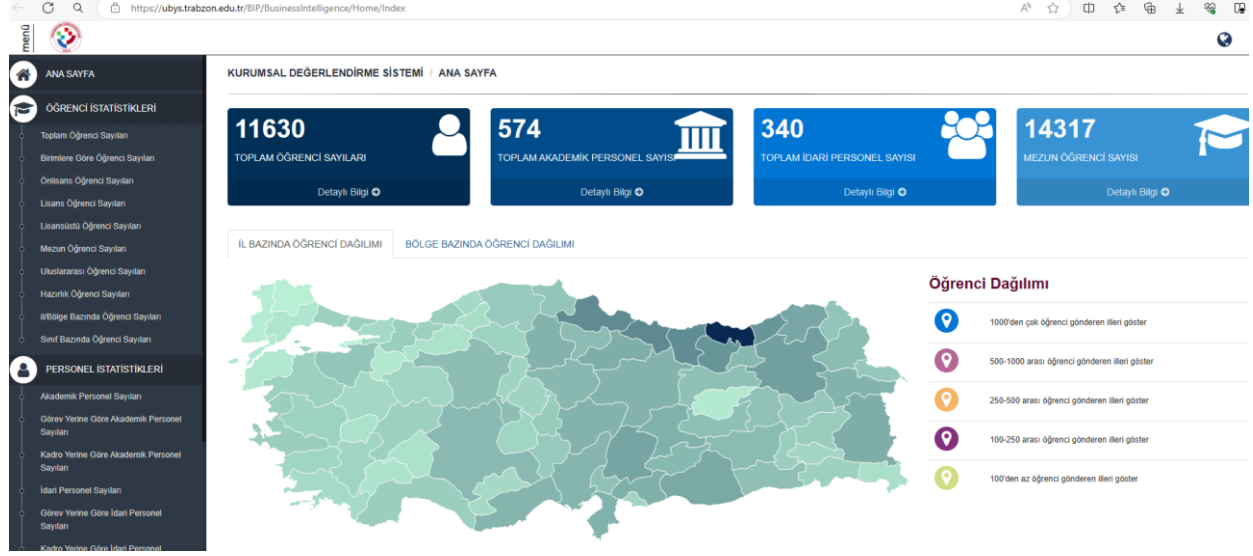 https://ubys.trabzon.edu.tr/BIP/BusinessIntelligence/Home/Index
menü
ANA SAYFA
ÖĞRENCİ İSTATİSTİKLERİ
Toplam Öğrenci Sayıları
Birimlere Göre Öğrenci Sayıları
Önlisans Öğrenci Sayıları
Lisans Öğrenci Sayıları
Lisansüstü Öğrenci Sayıları
Mezun Öğrenci Sayıları
Uluslararası Öğrenci Sayıları
Hazırlık Öğrenci Sayıları
il/Bölge Bazında Öğrenci Sayıları
Sınıf Bazında Öğrenci Sayıları
PERSONEL İSTATİSTİKLERİ
Akademik Personel Sayıları
Görev Yerine Göre Akademik Personel
Sayıları
Kadro Yerine Göre Akademik Personel
Sayıları
İdari Personel Sayıları
Görev Yerine Göre İdari Personel
Sayıları
Kadro Yerine Göre İdari Personel
KURUMSAL DEĞERLENDİRME SİSTEMİ / ANA SAYFA
11630
TOPLAM ÖĞRENCİ SAYILARI
Detaylı Bilgi
574
TOPLAM AKADEMİK PERSONEL SAYISI
Detaylı Bilgi
340
TOPLAM İDARİ PERSONEL SAYISI
Detaylı Bilgi
14317
MEZUN ÖĞRENCİ SAYISI
Detaylı Bilgi
İL BAZINDA ÖĞRENCİ DAĞILIMI
BÖLGE BAZINDA ÖĞRENCİ DAĞILIMI
Öğrenci Dağılımı
1000'den çok öğrenci gönderen illeri göster
500-1000 arası öğrenci gönderen illeri göster
250-500 arası öğrenci gönderen illeri göster
100-250 arası öğrenci gönderen illeri göster
100'den az öğrenci gönderen illeri göster